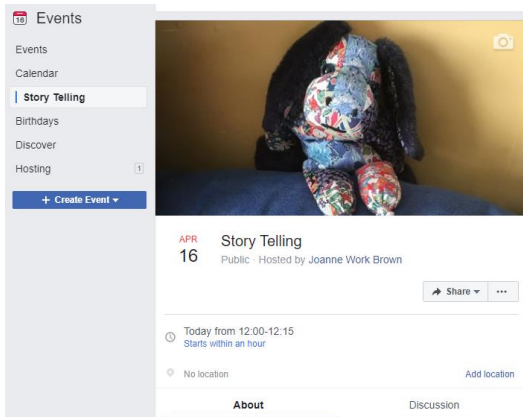 16 Events
Events
Calendar
Story Telling
Birthdays
Discover
Hosting 1
+ Create Event
APR
16
Story Telling
Public · Hosted by Joanne Work Brown
Share ...
Today from 12:00-12:15
Starts within an hour
No location Add location
About Discussion